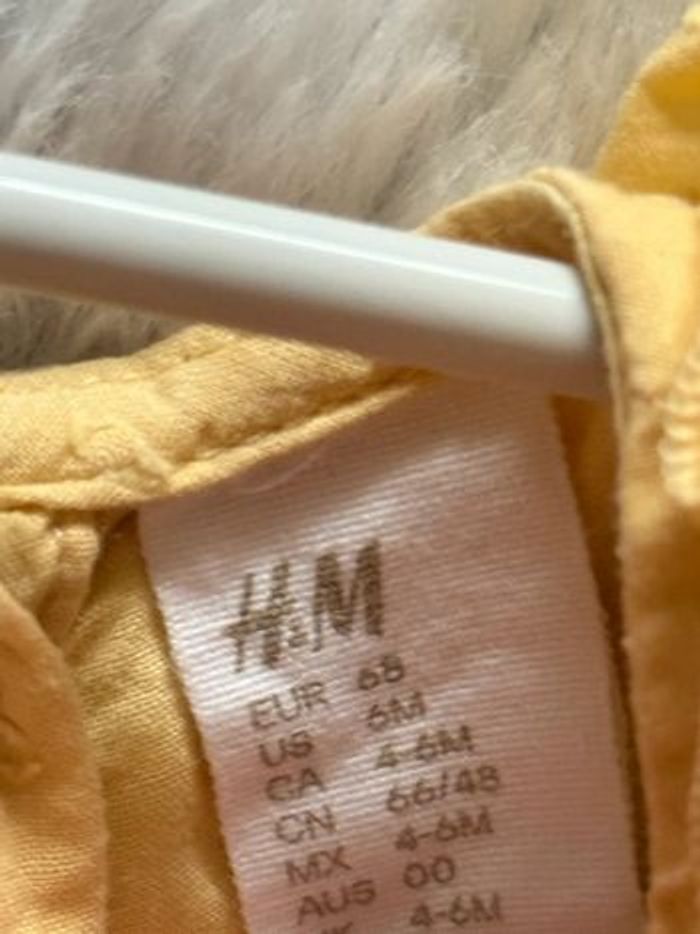 H&M
EUR 68
US 6M
CA 4-6M
CN 66/48
MX 4-6M
AUS 00
4-6M